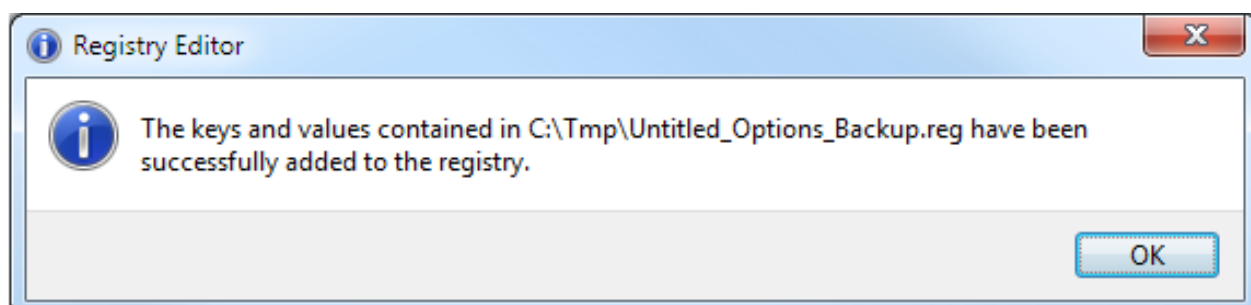 Registry Editor
The keys and values contained in C:\Tmp\Untitled_Options_Backup.reg have been
successfully added to the registry.
OK